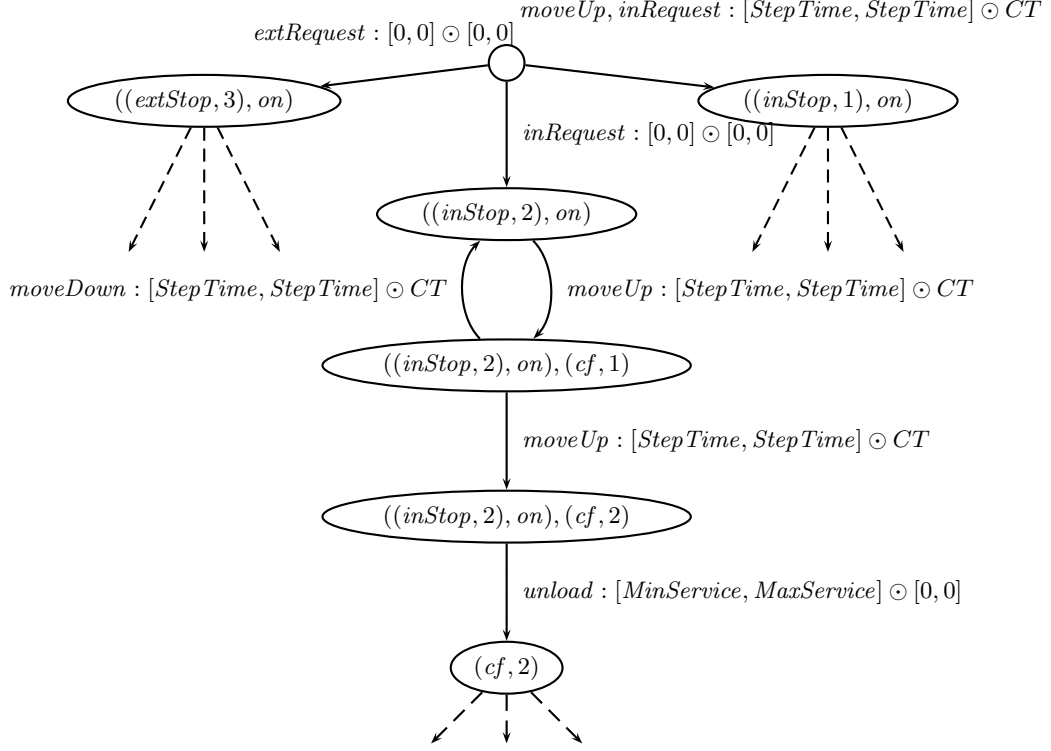 moveUp, inRequest : [StepTime, StepTime] ⊙ CT
extRequest : [0, 0] ⊙ [0, 0]
((extStop, 3), on)
((inStop, 1), on)
inRequest : [0, 0] ⊙ [0, 0]
((inStop, 2), on)
moveDown : [StepTime, StepTime] ⊙ CT
moveUp : [StepTime, StepTime] ⊙ CT
((inStop, 2), on), (cf, 1)
moveUp : [StepTime, StepTime] ⊙ CT
((inStop, 2), on), (cf, 2)
unload : [MinService, MaxService] ⊙ [0, 0]
(cf, 2)